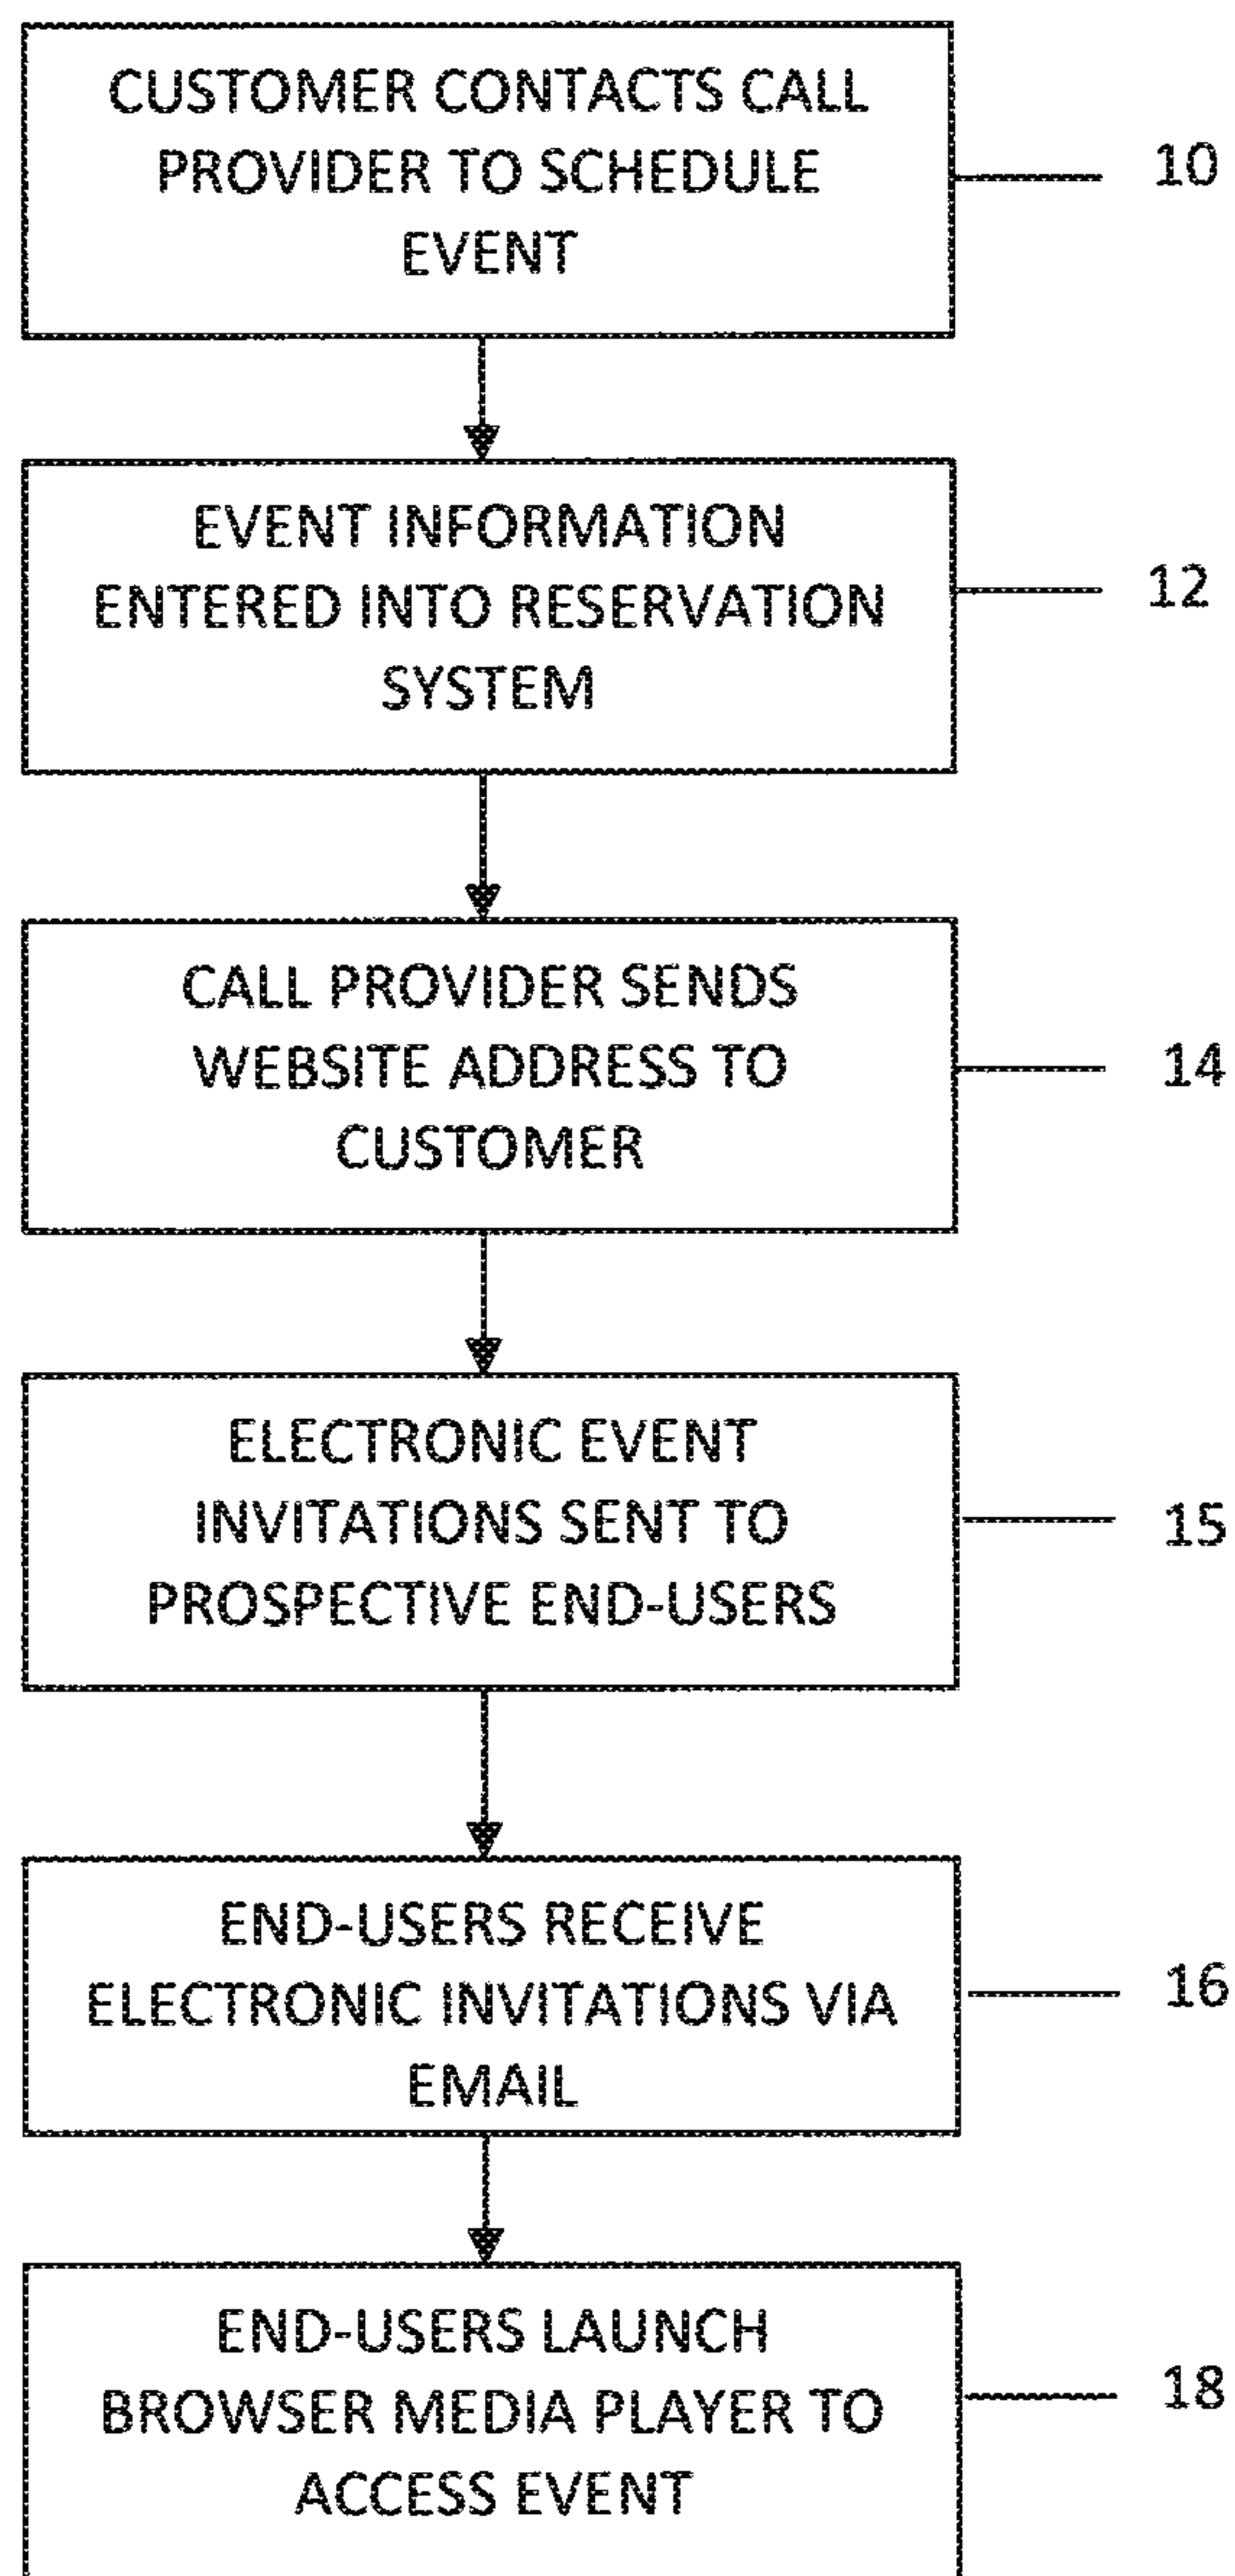 CUSTOMER CONTACTS CALL
PROVIDER TO SCHEDULE
EVENT
10
EVENT INFORMATION
ENTERED INTO RESERVATION
SYSTEM
12
CALL PROVIDER SENDS
WEBSITE ADDRESS TO
CUSTOMER
14
ELECTRONIC EVENT
INVITATIONS SENT TO
PROSPECTIVE END-USERS
15
END-USERS RECEIVE
ELECTRONIC INVITATIONS VIA
EMAIL
16
END-USERS LAUNCH
BROWSER MEDIA PLAYER TO
ACCESS EVENT
18